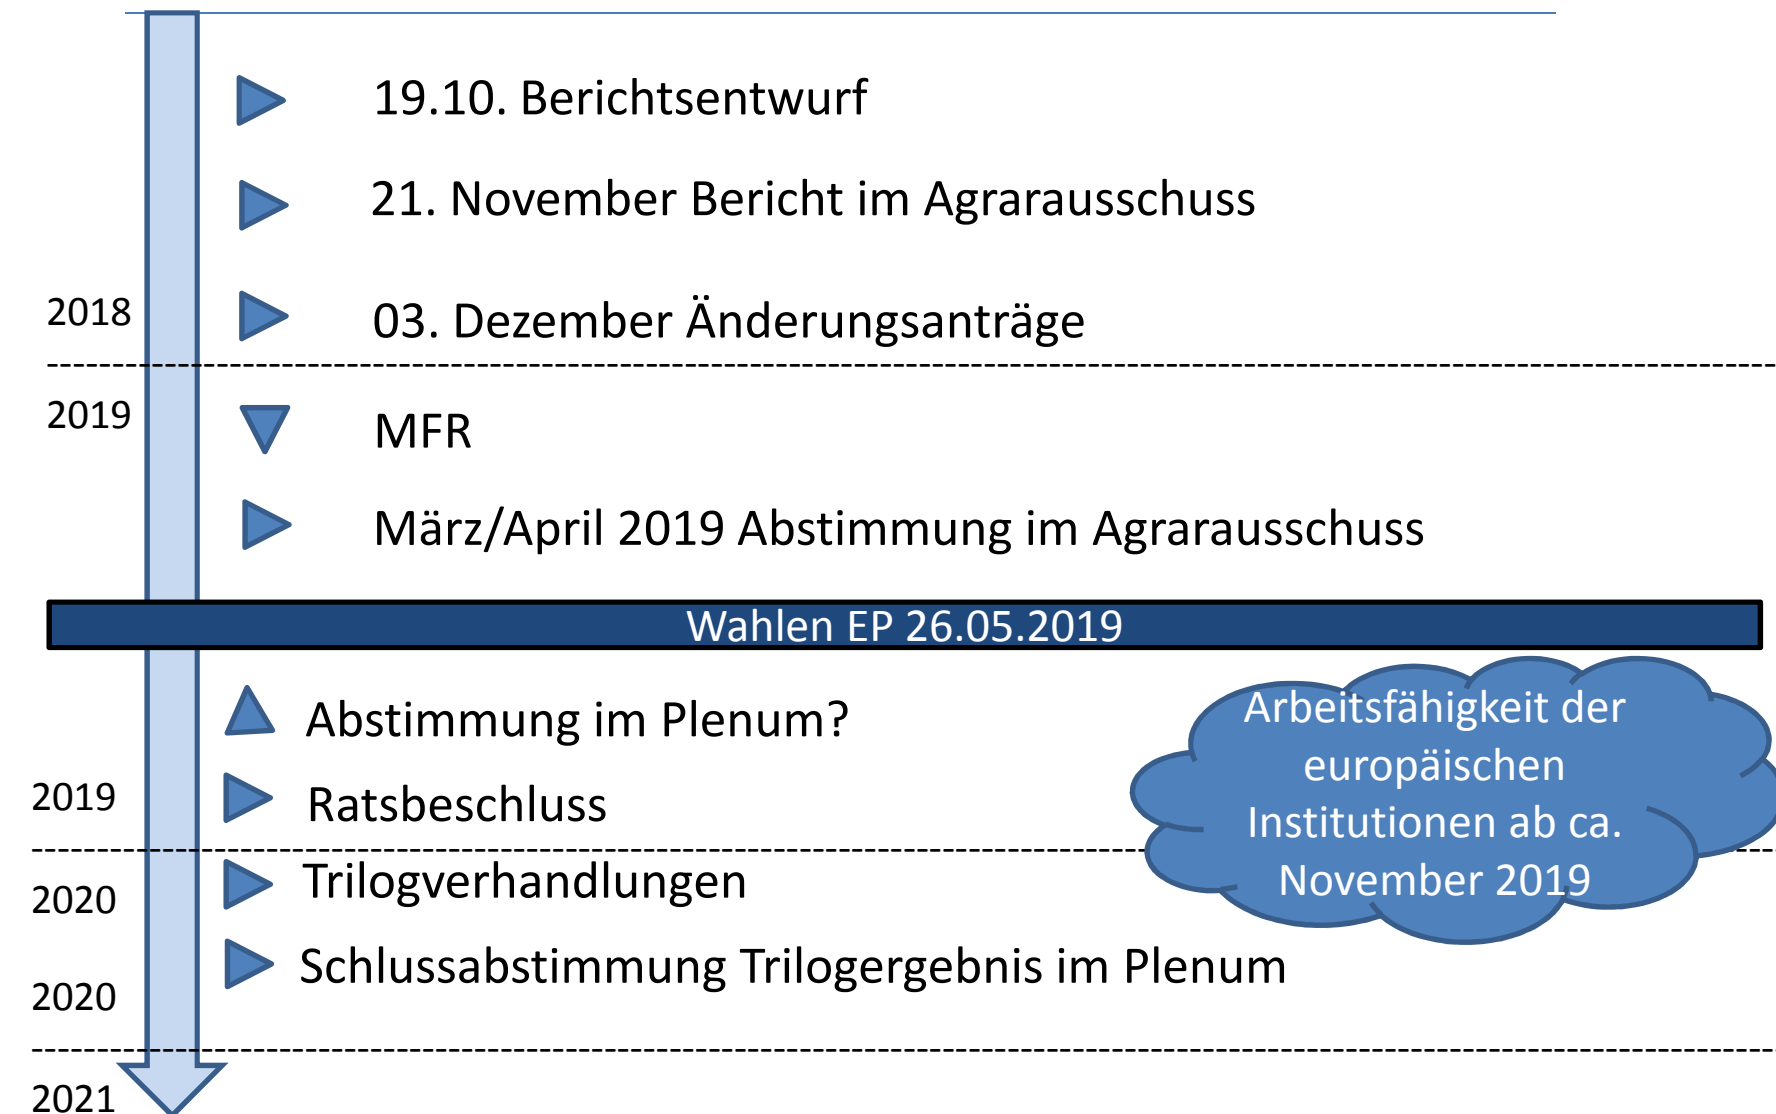 19.10. Berichtsentwurf
21. November Bericht im Agrarausschuss
2018
03. Dezember Änderungsanträge
2019
MFR
März/April 2019 Abstimmung im Agrarausschuss
Wahlen EP 26.05.2019
Abstimmung im Plenum?
Arbeitsfähigkeit der
europäischen
Institutionen ab ca.
November 2019
2019
Ratsbeschluss
2020
Trilogverhandlungen
Schlussabstimmung Trilogergebnis im Plenum
2020
2021